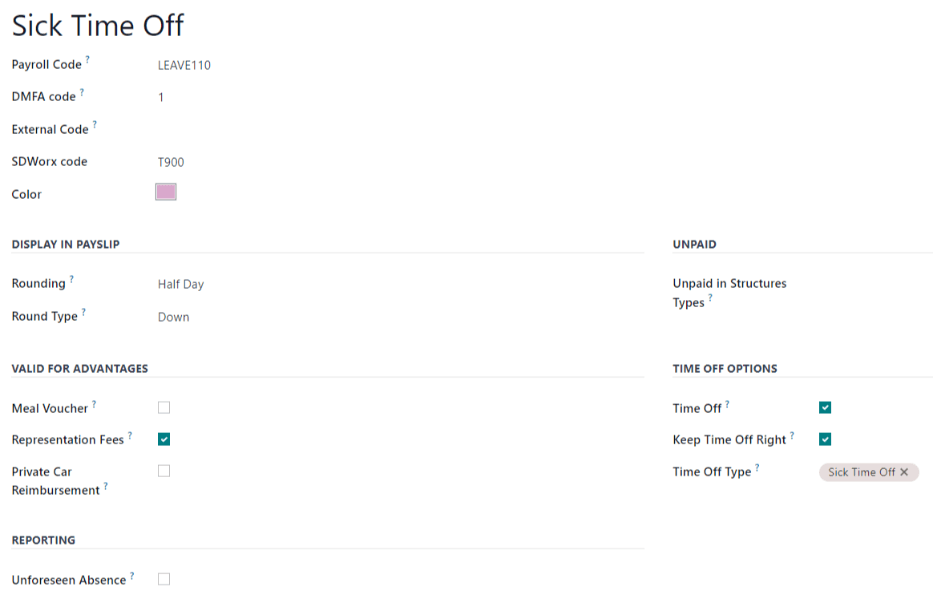 Sick Time Off
Payroll Code ? LEAVE110
DMFA code ? 1
External Code ?
SDWorx code T900
Color
DISPLAY IN PAYSLIP
Rounding ? Half Day
Round Type ? Down
UNPAID
Unpaid in Structures
Types ?
VALID FOR ADVANTAGES
Meal Voucher ?
Representation Fees ?
Private Car
Reimbursement ?
TIME OFF OPTIONS
Time Off ?
Keep Time Off Right ?
Time Off Type ? Sick Time Off ×
REPORTING
Unforeseen Absence ?